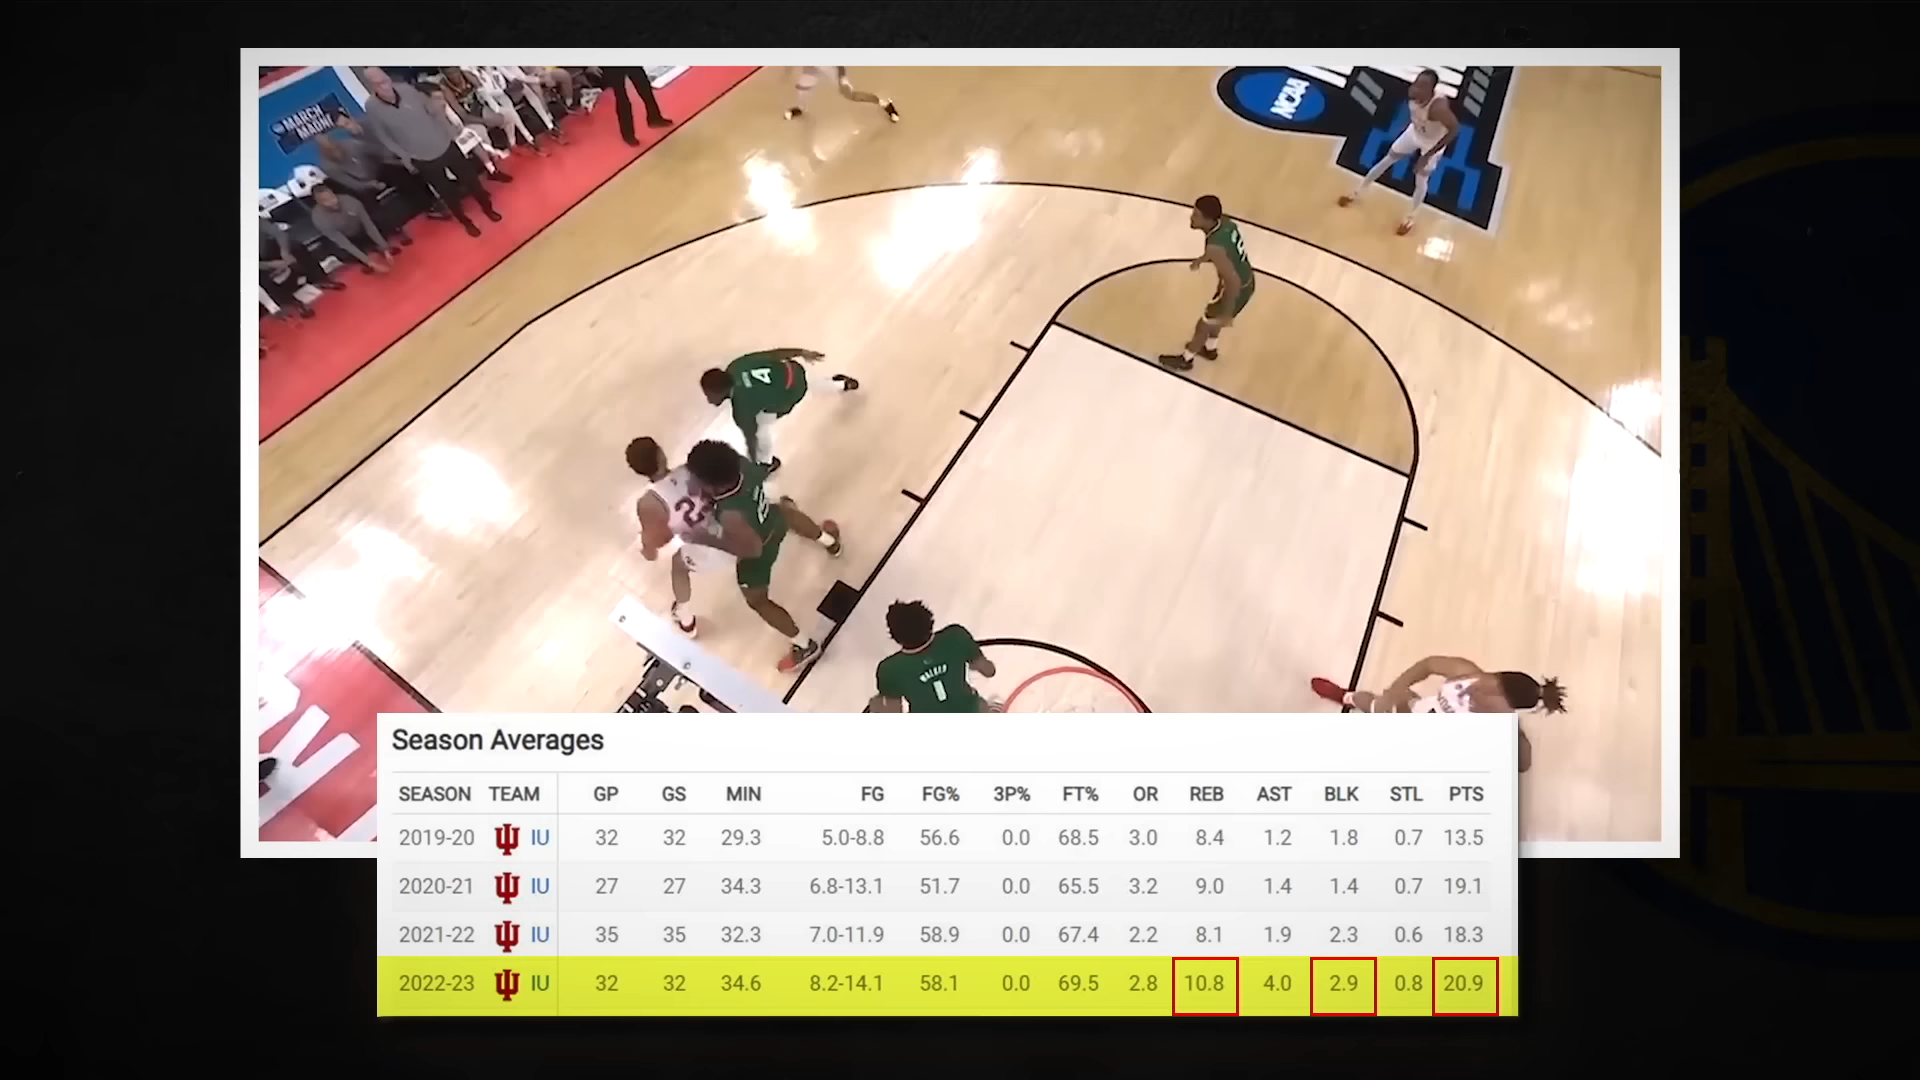 MARCH
MADN
NCAA
4
2
WALKER
1
Season Averages
SEASON TEAM GP GS MIN FG FG% 3P% FT% OR REB AST BLK STL PTS
2019-20 IU 32 32 29.3 5.0-8.8 56.6 0.0 68.5 3.0 8.4 1.2 1.8 0.7 13.5
2020-21 IU 27 27 34.3 6.8-13.1 51.7 0.0 65.5 3.2 9.0 1.4 1.4 0.7 19.1
2021-22 IU 35 35 32.3 7.0-11.9 58.9 0.0 67.4 2.2 8.1 1.9 2.3 0.6 18.3
2022-23 IU 32 32 34.6 8.2-14.1 58.1 0.0 69.5 2.8 10.8 4.0 2.9 0.8 20.9